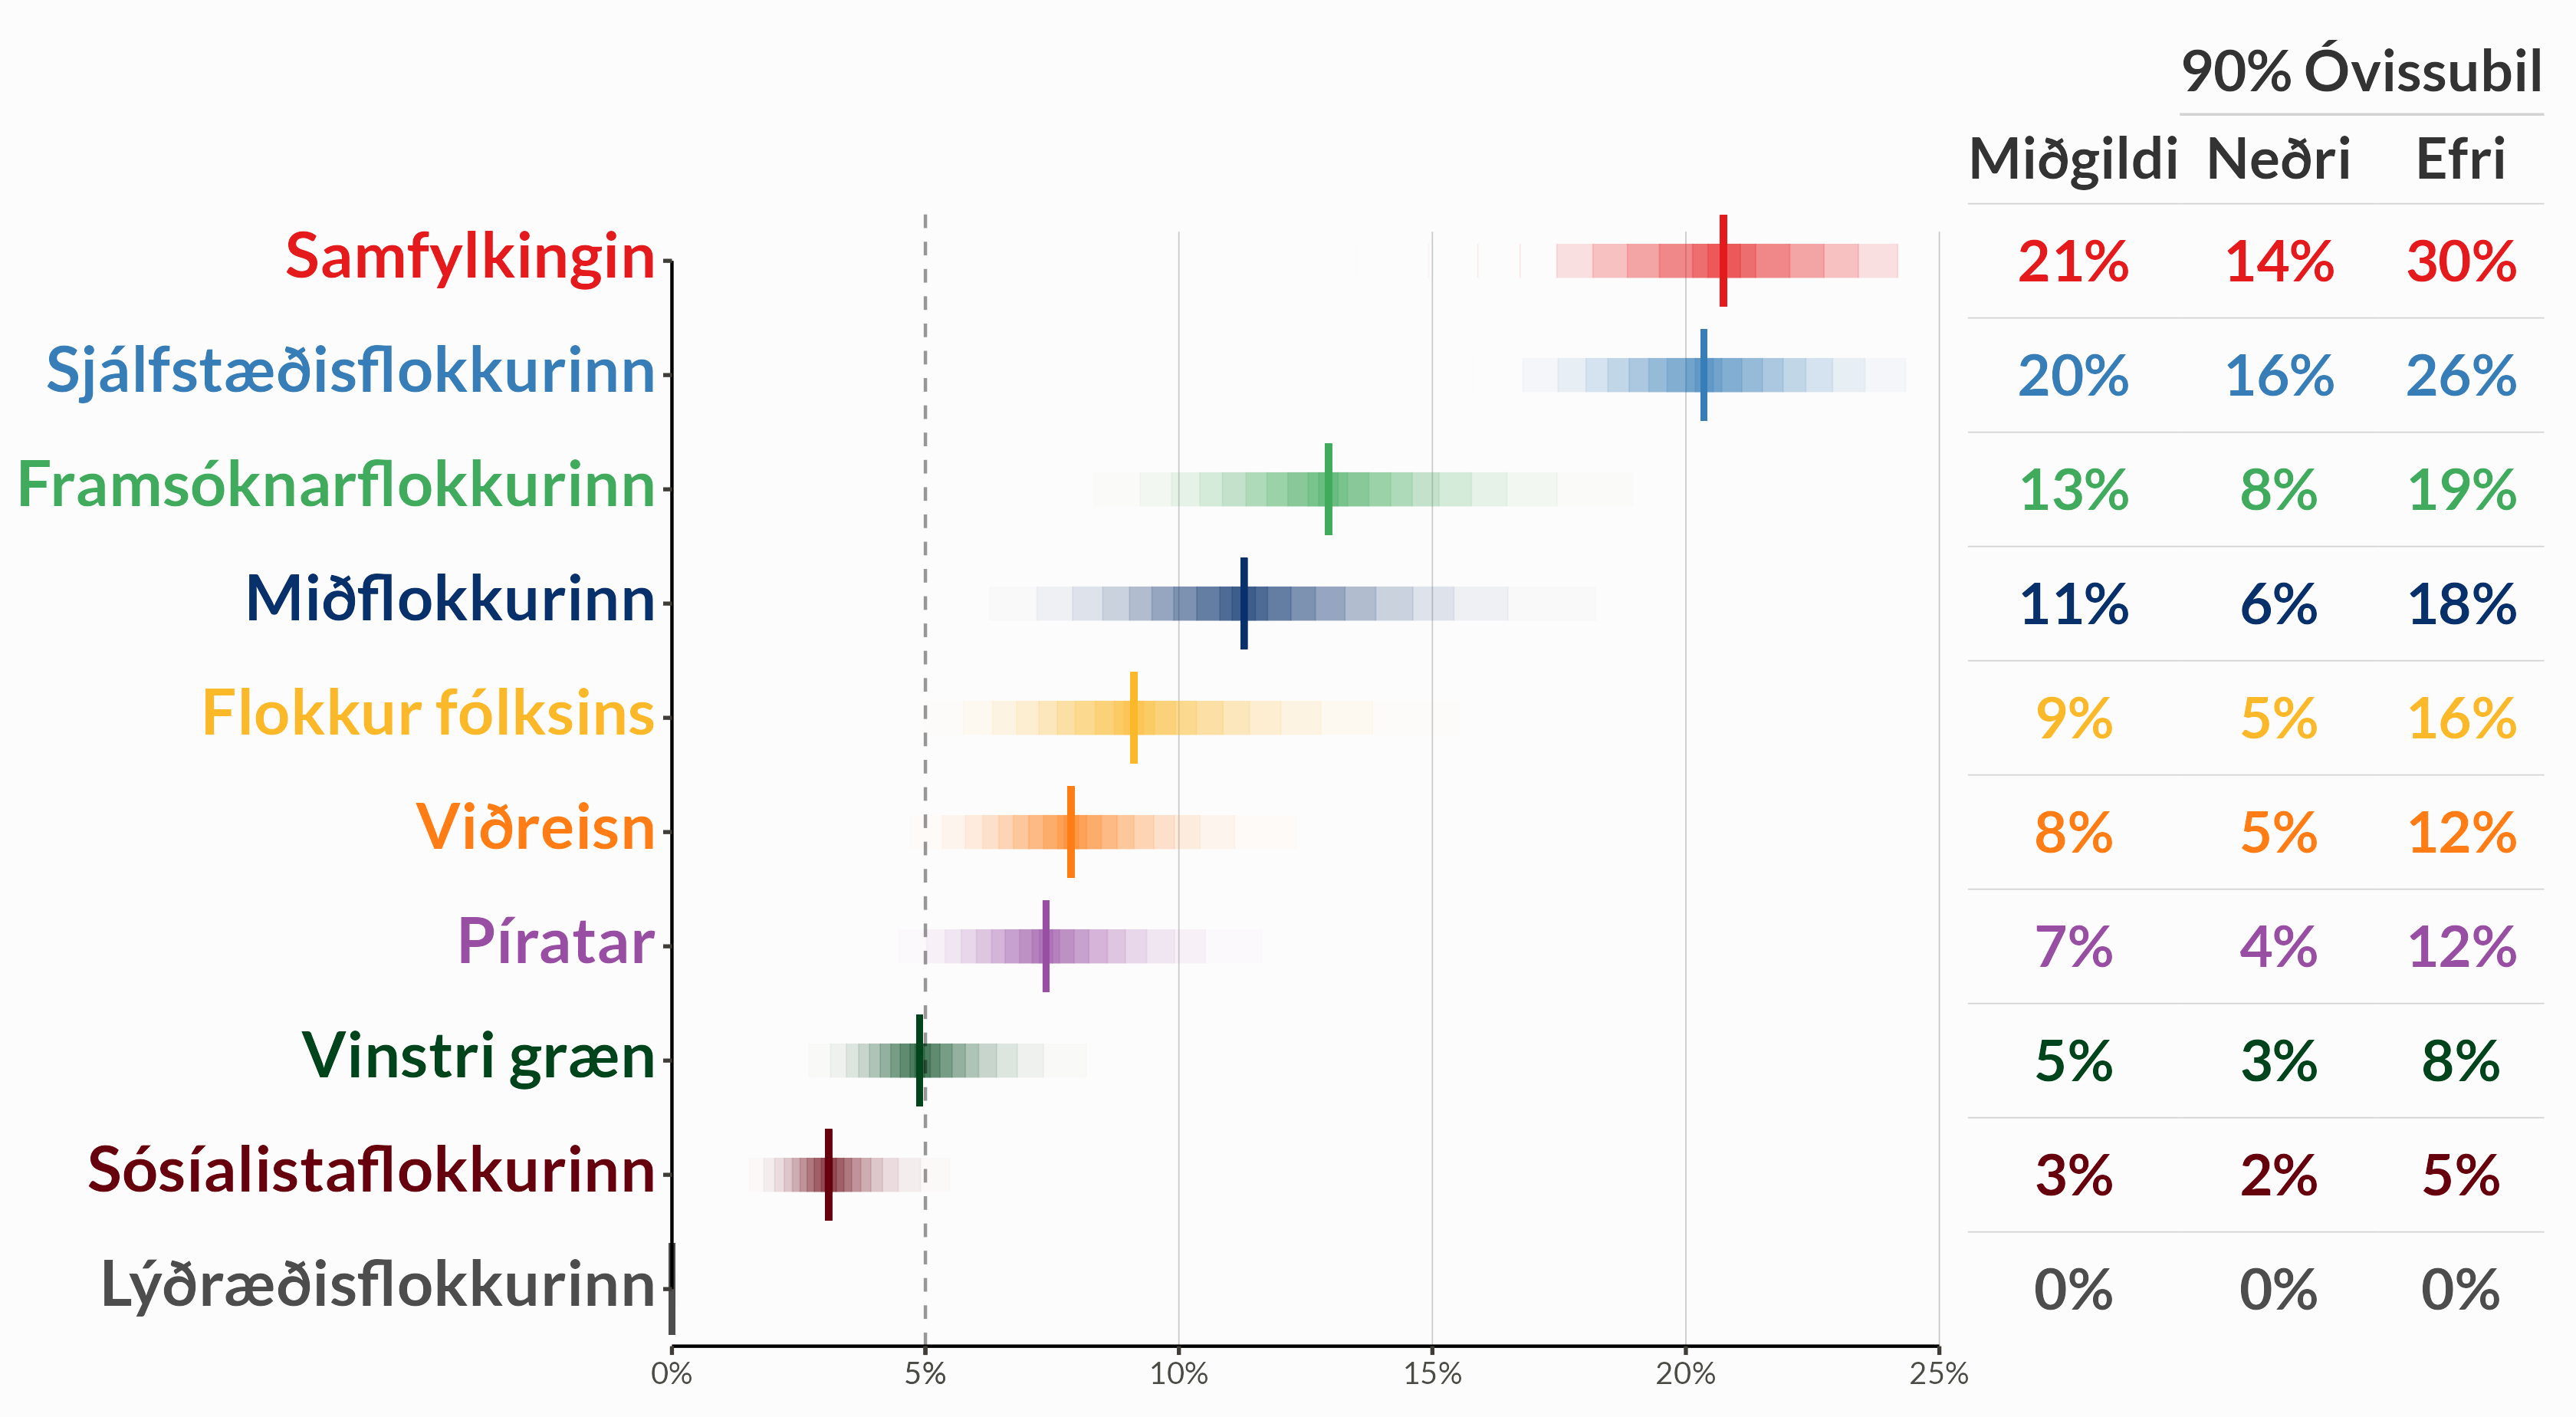 90% Óvissubil
Miðgildi Neðri Efri
Samfylkingin 21% 14% 30%
Sjálfstæðisflokkurinn 20% 16% 26%
Framsóknarflokkurinn 13% 8% 19%
Miðflokkurinn 11% 6% 18%
Flokkur fólksins 9% 5% 16%
Viðreisn 8% 5% 12%
Píratar 7% 4% 12%
Vinstri græn 5% 3% 8%
Sósíalistaflokkurinn 3% 2% 5%
Lýðræðisflokkurinn 0% 0% 0%
0% 5% 10% 15% 20% 25%